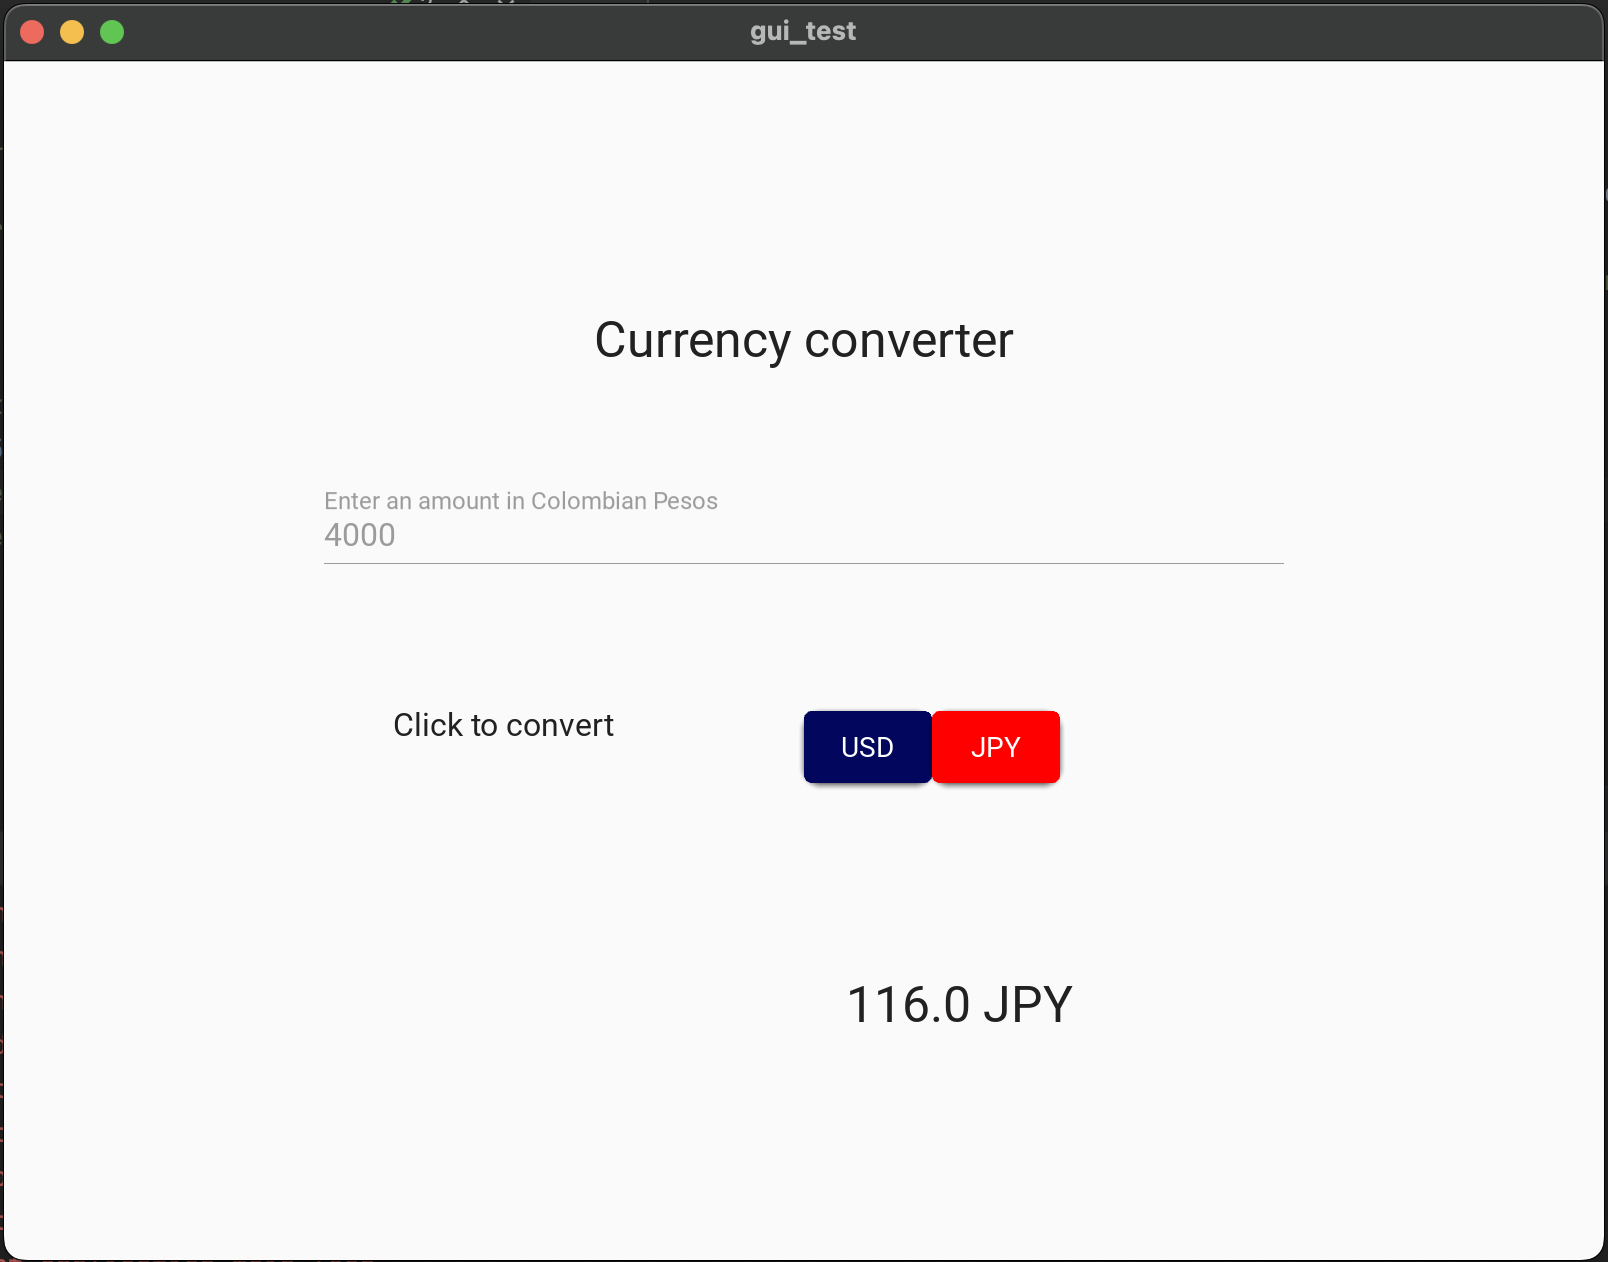 gui_test
Currency converter
Enter an amount in Colombian Pesos
4000
Click to convert
USD
JPY
116.0 JPY